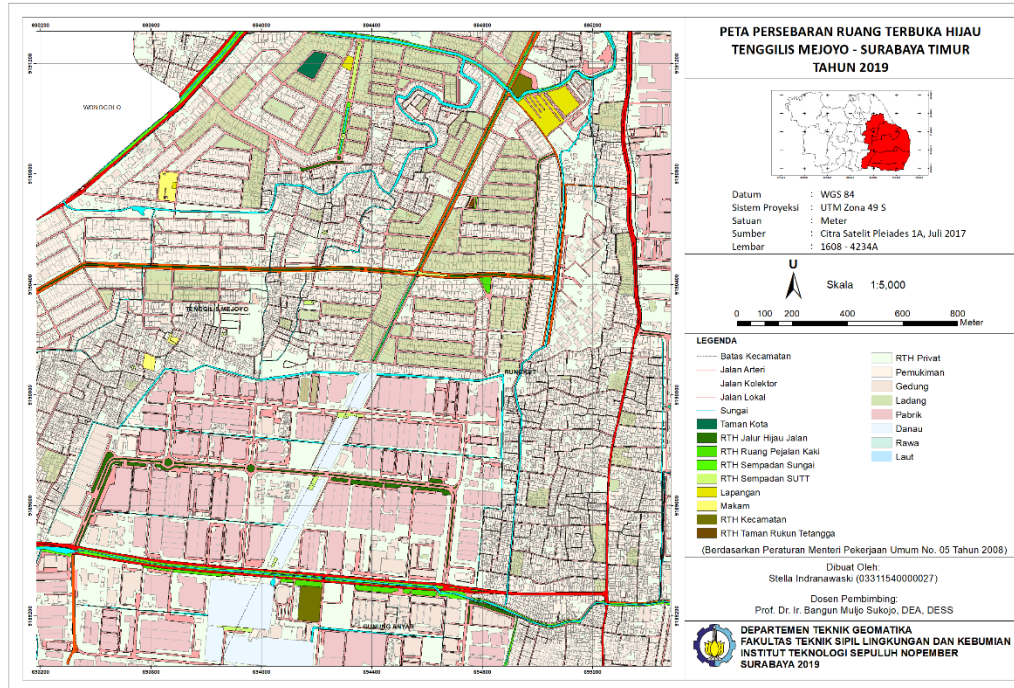 PETA PERSEBARAN RUANG TERBUKA HIJAU
TENGGILIS MEJOYO - SURABAYA TIMUR
TAHUN 2019
Datum : WGS 84
Sistem Proyeksi : UTM Zona 49 S
Satuan : Meter
Sumber : Citra Satelit Pleiades 1A, Juli 2017
Lembar : 1608 - 4234A
U
Skala 1:5,000
0 100 200 400 600 800
Meter
LEGENDA
Batas Kecamatan
Jalan Arteri
Jalan Kolektor
Jalan Lokal
Sungai
Taman Kota
RTH Jalur Hijau Jalan
RTH Ruang Pejalan Kaki
RTH Sempadan Sungai
RTH Sempadan SUTT
Lapangan
Makam
RTH Kecamatan
RTH Taman Rukun Tetangga
RTH Privat
Pemukiman
Gedung
Ladang
Pabrik
Danau
Rawa
Laut
(Berdasarkan Peraturan Menteri Pekerjaan Umum No. 05 Tahun 2008)
Dibuat Oleh:
Stella Indranawaski (03311540000027)
Dosen Pembimbing:
Prof. Dr. Ir. Bangun Muljo Sukojo, DEA, DESS
DEPARTEMEN TEKNIK GEOMATIKA
FAKULTAS TEKNIK SIPIL LINGKUNGAN DAN KEBUMIAN
INSTITUT TEKNOLOGI SEPULUH NOPEMBER
SURABAYA 2019
WONOCOLO
TENGGILIS MEJOYO
GUNUNG ANYAR